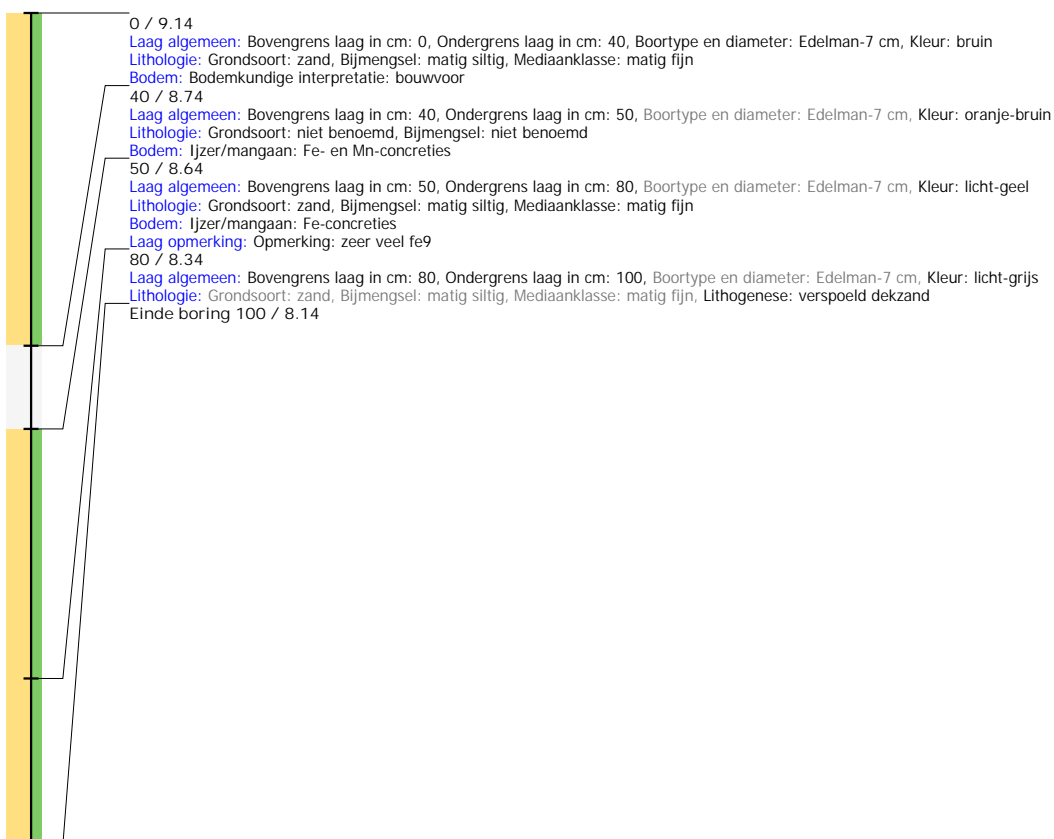 0 / 9.14
Laag algemeen: Bovengrens laag in cm: 0, Ondergrens laag in cm: 40, Boortype en diameter: Edelman-7 cm, Kleur: bruin
Lithologie: Grondsoort: zand, Bijmengsel: matig siltig, Mediaanklasse: matig fijn
Bodem: Bodemkundige interpretatie: bouwvoor
40 / 8.74
Laag algemeen: Bovengrens laag in cm: 40, Ondergrens laag in cm: 50, Boortype en diameter: Edelman-7 cm, Kleur: oranje-bruin
Lithologie: Grondsoort: niet benoemd, Bijmengsel: niet benoemd
Bodem: Ijzer/mangaan: Fe- en Mn-concreties
50 / 8.64
Laag algemeen: Bovengrens laag in cm: 50, Ondergrens laag in cm: 80, Boortype en diameter: Edelman-7 cm, Kleur: licht-geel
Lithologie: Grondsoort: zand, Bijmengsel: matig siltig, Mediaanklasse: matig fijn
Bodem: Ijzer/mangaan: Fe-concreties
Laag opmerking: Opmerking: zeer veel fe9
80 / 8.34
Laag algemeen: Bovengrens laag in cm: 80, Ondergrens laag in cm: 100, Boortype en diameter: Edelman-7 cm, Kleur: licht-grijs
Lithologie: Grondsoort: zand, Bijmengsel: matig siltig, Mediaanklasse: matig fijn, Lithogenese: verspoeld dekzand
Einde boring 100 / 8.14